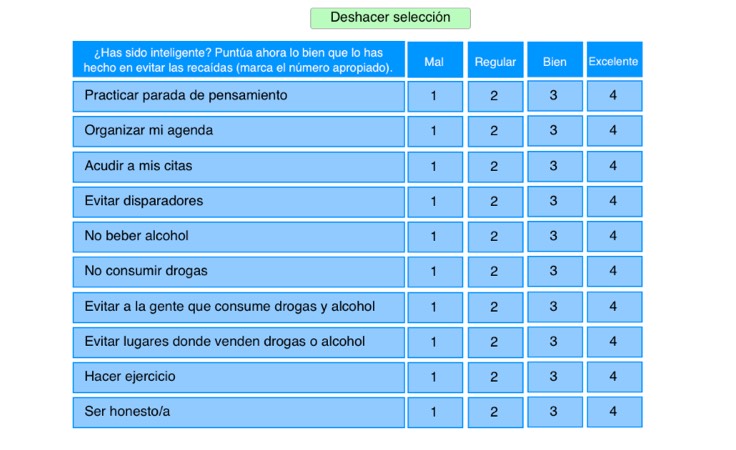 Deshacer selección
¿Has sido inteligente? Puntúa ahora lo bien que lo has
hecho en evitar las recaídas (marca el número apropiado).
Mal Regular Bien Excelente
Practicar parada de pensamiento 1 2 3 4
Organizar mi agenda 1 2 3 4
Acudir a mis citas 1 2 3 4
Evitar disparadores 1 2 3 4
No beber alcohol 1 2 3 4
No consumir drogas 1 2 3 4
Evitar a la gente que consume drogas y alcohol 1 2 3 4
Evitar lugares donde venden drogas o alcohol 1 2 3 4
Hacer ejercicio 1 2 3 4
Ser honesto/a 1 2 3 4